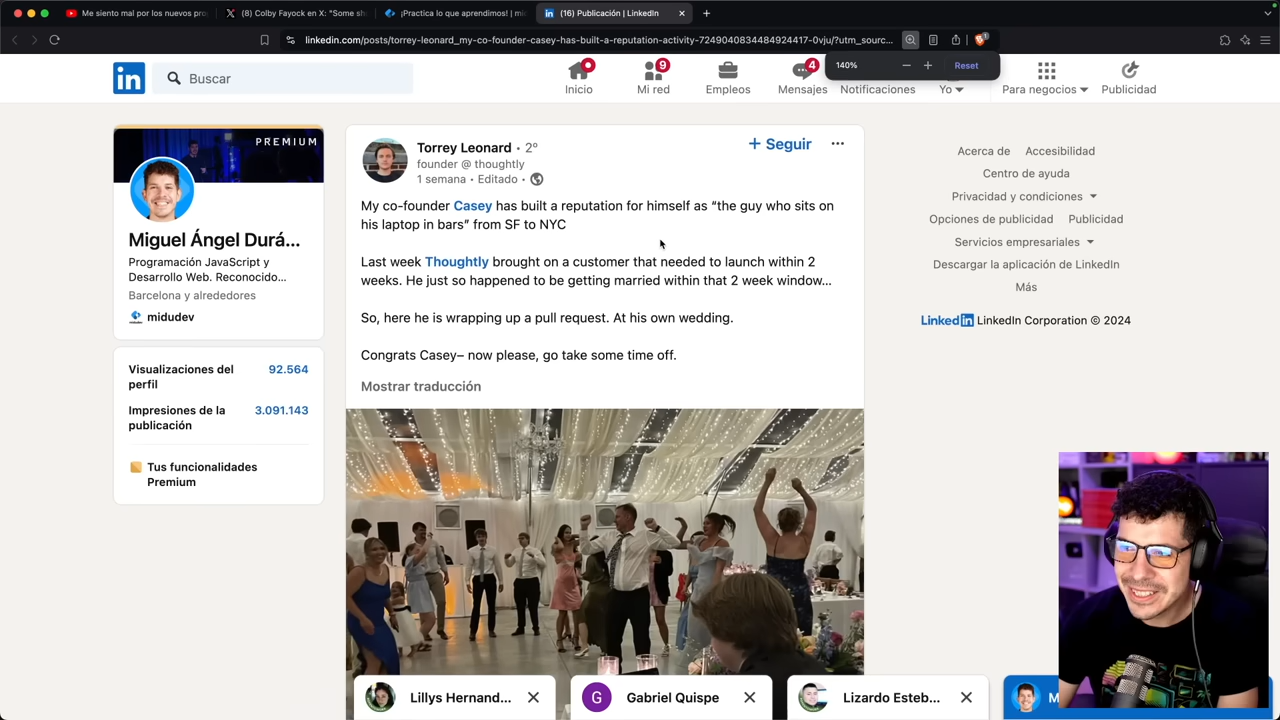 Me siento mal por los nuevos pro
(8) Colby Fayock en X: "Some sh
¡Practica lo que aprendimos! | mi
(16) Publicación | LinkedIn
linkedin.com/posts/torrey-leonard_my-co-founder-casey-has-built-a-reputation-activity-7249040834484924417-0vju/?utm_sourc...
140%
Reset
Buscar
Inicio
9
Mi red
Empleos
4
Mensajes
Notificaciones
Yo
Para negocios
Publicidad
PREMIUM
Miguel Ángel Durá...
Programación JavaScript y
Desarrollo Web. Reconocido...
Barcelona y alrededores
midudev
Visualizaciones del
perfil
92.564
Impresiones de la
publicación
3.091.143
Tus funcionalidades
Premium
Torrey Leonard • 2º
founder @ thoughtly
1 semana • Editado •
+ Seguir
My co-founder Casey has built a reputation for himself as “the guy who sits on
his laptop in bars” from SF to NYC
Last week Thoughtly brought on a customer that needed to launch within 2
weeks. He just so happened to be getting married within that 2 week window...
So, here he is wrapping up a pull request. At his own wedding.
Congrats Casey– now please, go take some time off.
Mostrar traducción
Acerca de
Accesibilidad
Centro de ayuda
Privacidad y condiciones
Opciones de publicidad
Publicidad
Servicios empresariales
Descargar la aplicación de LinkedIn
Más
LinkedIn LinkedIn Corporation © 2024
Lillys Hernand...
G
Gabriel Quispe
Lizardo Esteb...
M